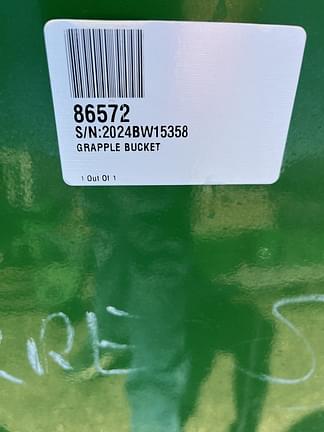 86572
S/N:2024BW15358
GRAPPLE BUCKET
1 Out Of 1